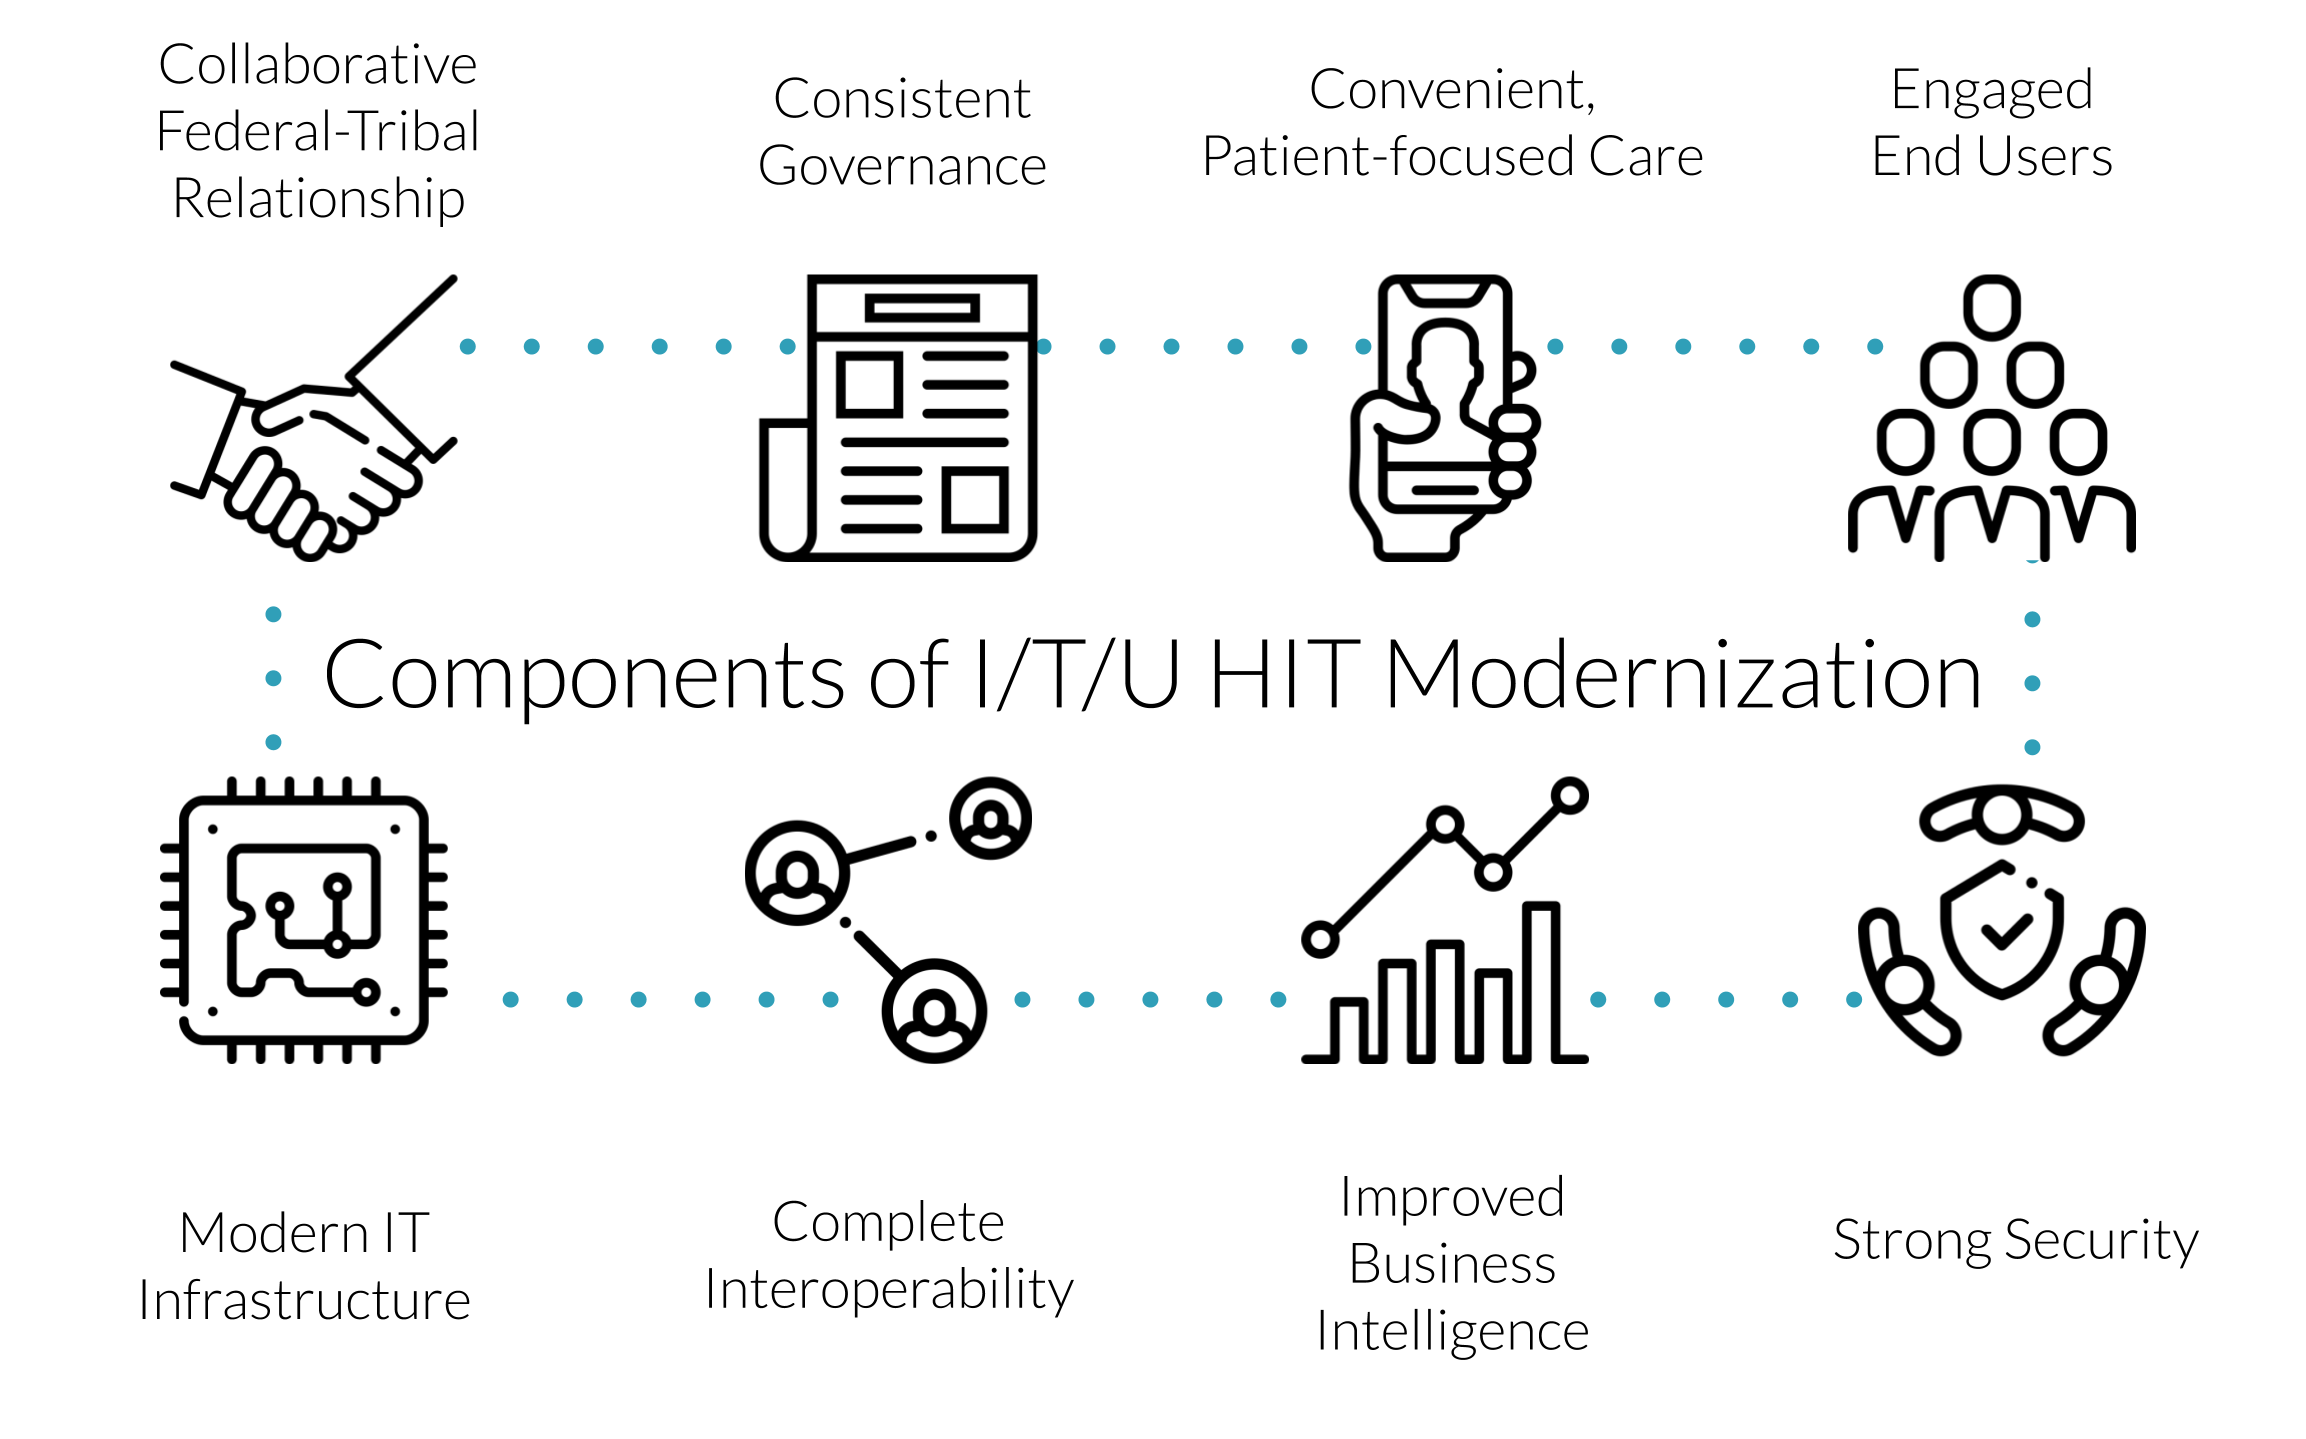 Collaborative
Federal-Tribal
Relationship
Consistent
Governance
Convenient,
Patient-focused Care
Engaged
End Users
Components of I/T/U HIT Modernization
Modern IT
Infrastructure
Complete
Interoperability
Improved
Business
Intelligence
Strong Security